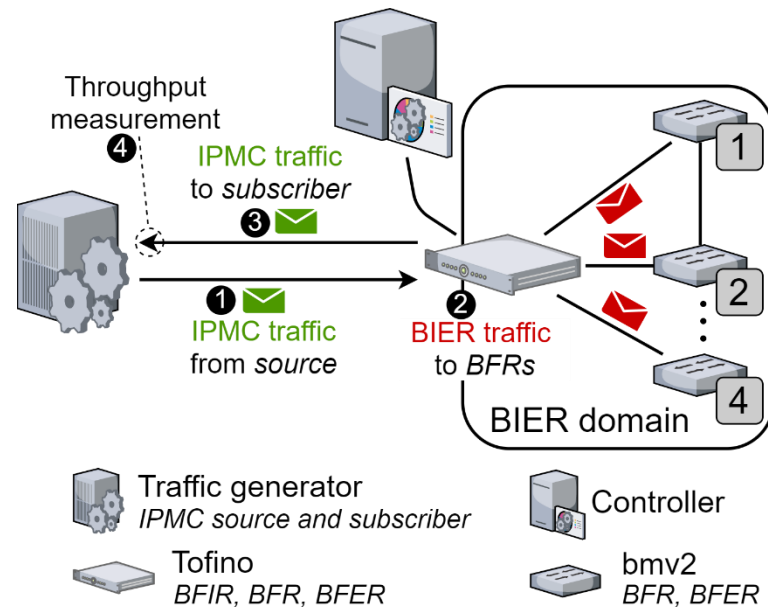 Throughput
measurement
4
IPMC traffic
to subscriber
3
1
IPMC traffic
from source
2
BIER traffic
to BFRs
1
2
4
BIER domain
Traffic generator
IPMC source and subscriber
Controller
Tofino
BFIR, BFR, BFER
bmv2
BFR, BFER